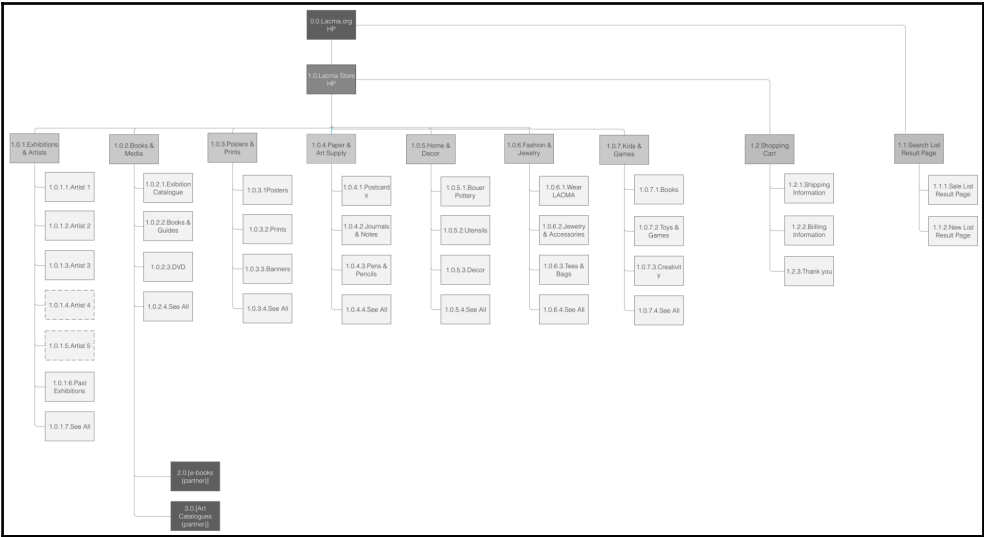 0.0.Lacma.org
HP
1.0.Lacma Store
HP
1.0.1.Exhibitions
& Artists
1.0.2.Books &
Media
1.0.3.Posters &
Prints
1.0.4.Paper &
Art Supply
1.0.5.Home &
Decor
1.0.6.Fashion &
Jewelry
1.0.7.Kids &
Games
1.2.Shopping
Cart
1.1.Search List
Result Page
1.0.1.1.Artist 1
1.0.1.2.Artist 2
1.0.1.3.Artist 3
1.0.1.4.Artist 4
1.0.1.5.Artist 5
1.0.1.6.Past
Exhibitions
1.0.1.7.See All
1.0.2.1.Exibition
Catalogue
1.0.2.2.Books &
Guides
1.0.2.3.DVD
1.0.2.4.See All
2.0.[e-books
(partner)]
3.0.[Art
Catalogues
(partner)]
1.0.3.1Posters
1.0.3.2.Prints
1.0.3.3.Banners
1.0.3.4.See All
1.0.4.1.Postcard
s
1.0.4.2.Journals
& Notes
1.0.4.3.Pens &
Pencils
1.0.4.4.See All
1.0.5.1.Bouer
Pottery
1.0.5.2.Utensils
1.0.5.3.Decor
1.0.5.4.See All
1.0.6.1.Wear
LACMA
1.0.6.2.Jewelry
& Accessories
1.0.6.3 Tees &
Bags
1.0.6.4.See All
1.0.7.1.Books
1.0.7.2.Toys &
Games
1.0.7.3.Creativit
y
1.0.7.4.See All
1.2.1.Shipping
Information
1.2.2.Billing
Information
1.2.3.Thank you
1.1.1.Sale List
Result Page
1.1.2.New List
Result Page